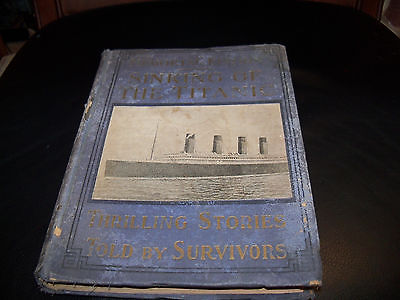 SINKING OF
THE TITANIC
THRILLING STORIES
TOLD BY SURVIVORS